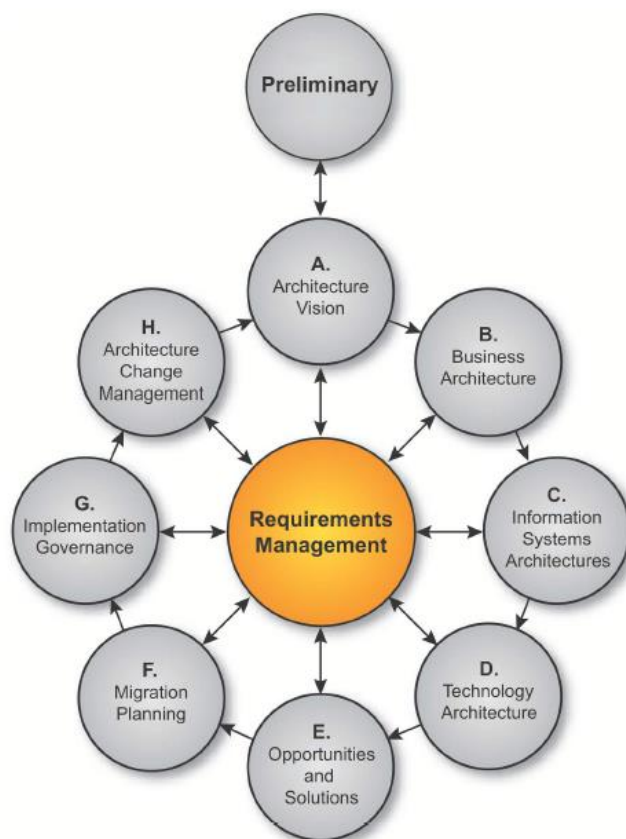 Preliminary
A.
Architecture
Vision
B.
Business
Architecture
C.
Information
Systems
Architectures
D.
Technology
Architecture
E.
Opportunities
and
Solutions
F.
Migration
Planning
G.
Implementation
Governance
H.
Architecture
Change
Management
Requirements
Management